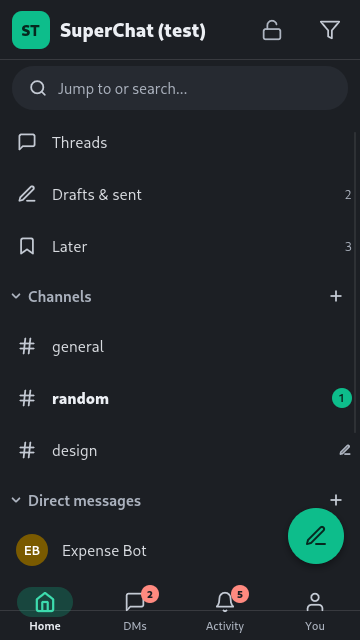 ST SuperChat (test)
Jump to or search...
Threads
Drafts & sent 2
Later 3
Channels
general
random 1
design
Direct messages
EB Expense Bot
2 5
Home DMs Activity You